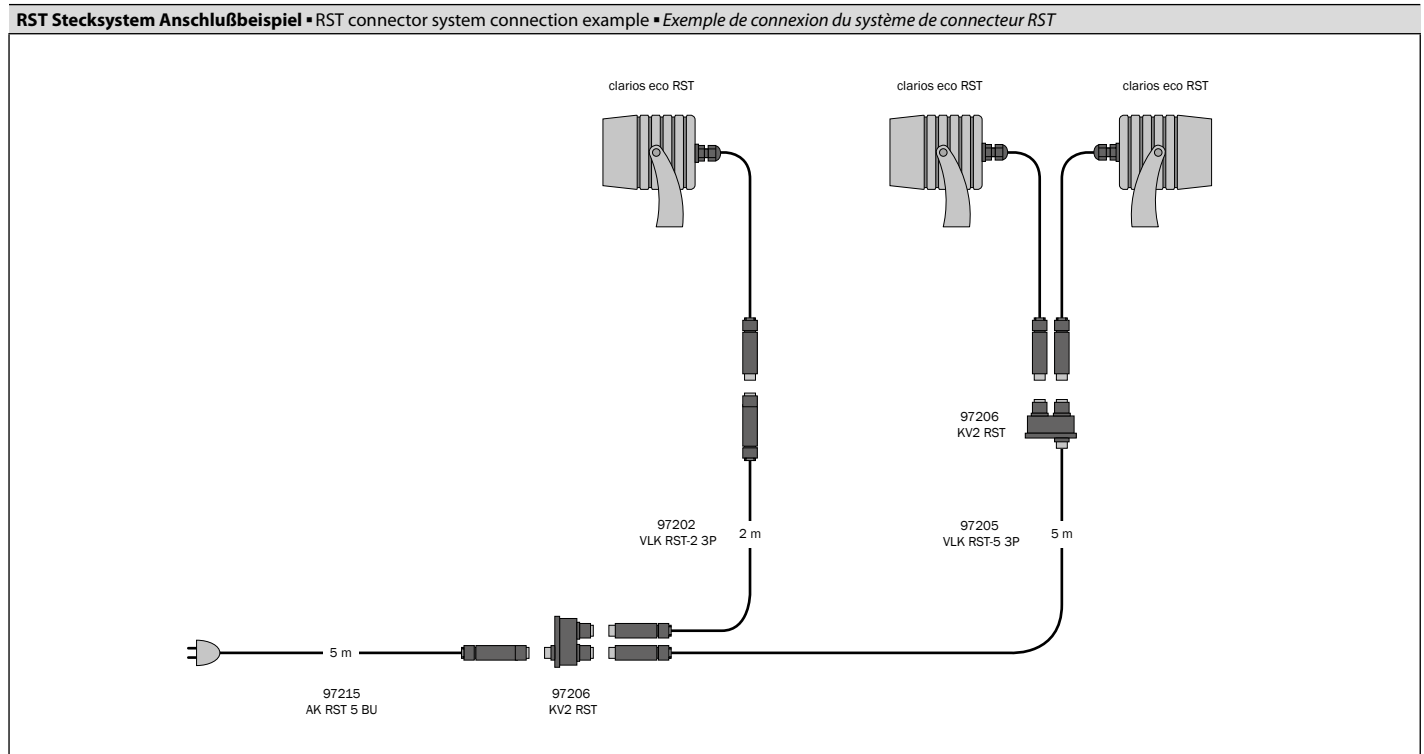 RST Stecksystem Anschlußbeispiel ▪ RST connector system connection example ▪ Exemple de connexion du système de connecteur RST
clarios eco RST
clarios eco RST
clarios eco RST
97206
KV2 RST
97202
VLK RST-2 3P
2 m
97205
VLK RST-5 3P
5 m
5 m
97215
AK RST 5 BU
97206
KV2 RST